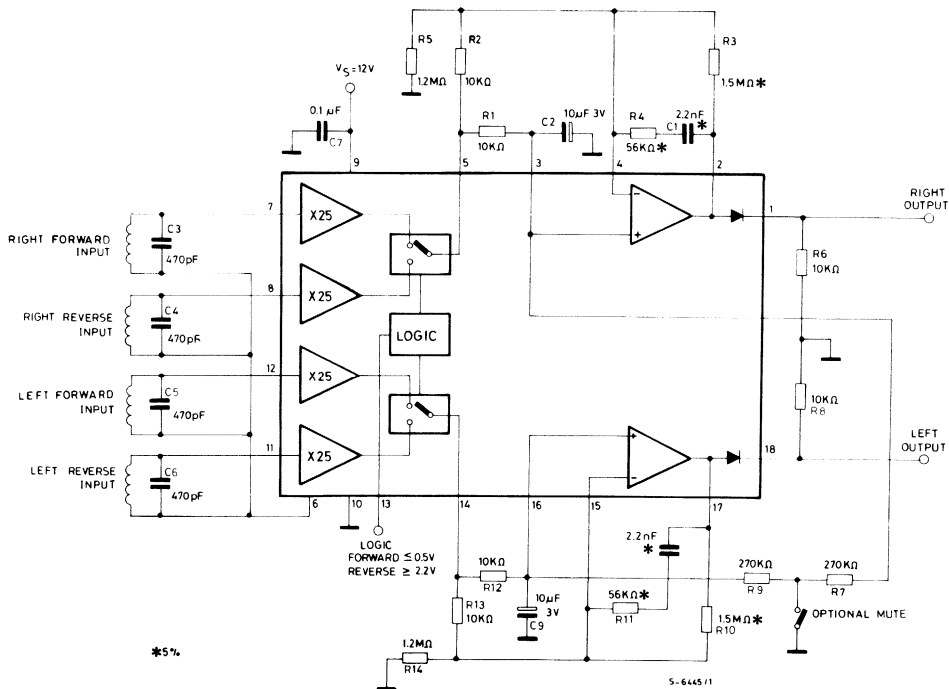 R5
1.2MΩ
R2
10KΩ
R3
1.5MΩ*
VS=12V
0.1 µF
C7
R1
10KΩ
C2
10µF 3V
R4
56KΩ*
2.2nF
C1 *
9
5
3
4
2
RIGHT FORWARD
INPUT
C3
470pF
7
X25
1
RIGHT
OUTPUT
R6
10KΩ
RIGHT REVERSE
INPUT
C4
470pF
8
X25
LOGIC
LEFT FORWARD
INPUT
C5
470pF
12
X25
10KΩ
R8
LEFT REVERSE
INPUT
C6
470pF
11
X25
18
LEFT
OUTPUT
6
10
13
14
16
15
17
LOGIC
FORWARD ≤ 0.5V
REVERSE ≥ 2.2V
2.2nF
*
10KΩ
R12
270KΩ
R9
270KΩ
R7
R13
10KΩ
10µF
3V
C9
56KΩ*
R11
1.5MΩ*
R10
OPTIONAL MUTE
*5%
1.2MΩ
R14
S-6445/1